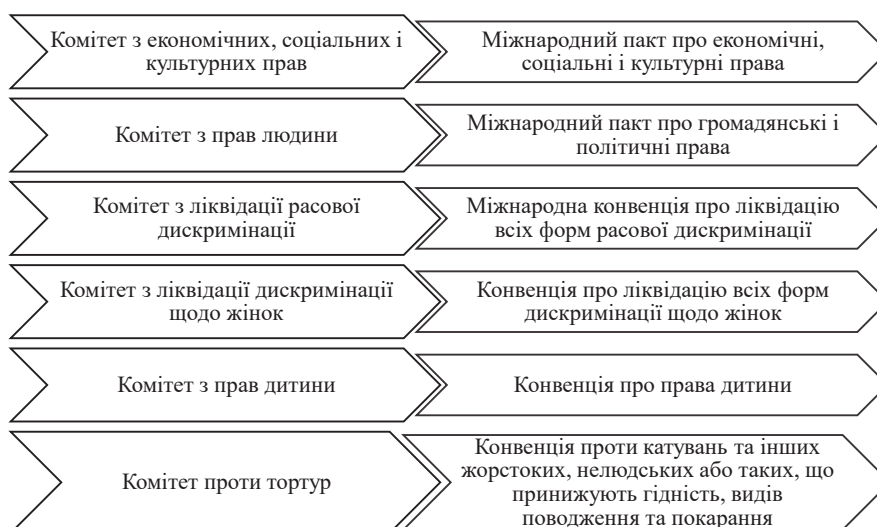 Комітет з економічних, соціальних і
культурних прав
Міжнародний пакт про економічні,
соціальні і культурні права
Комітет з прав людини
Міжнародний пакт про громадянські і
політичні права
Комітет з ліквідації расової
дискримінації
Міжнародна конвенція про ліквідацію
всіх форм расової дискримінації
Комітет з ліквідації дискримінації
щодо жінок
Конвенція про ліквідацію всіх форм
дискримінації щодо жінок
Комітет з прав дитини
Конвенція про права дитини
Комітет проти тортур
Конвенція проти катувань та інших
жорстоких, нелюдських або таких, що
принижують гідність, видів
поводження та покарання